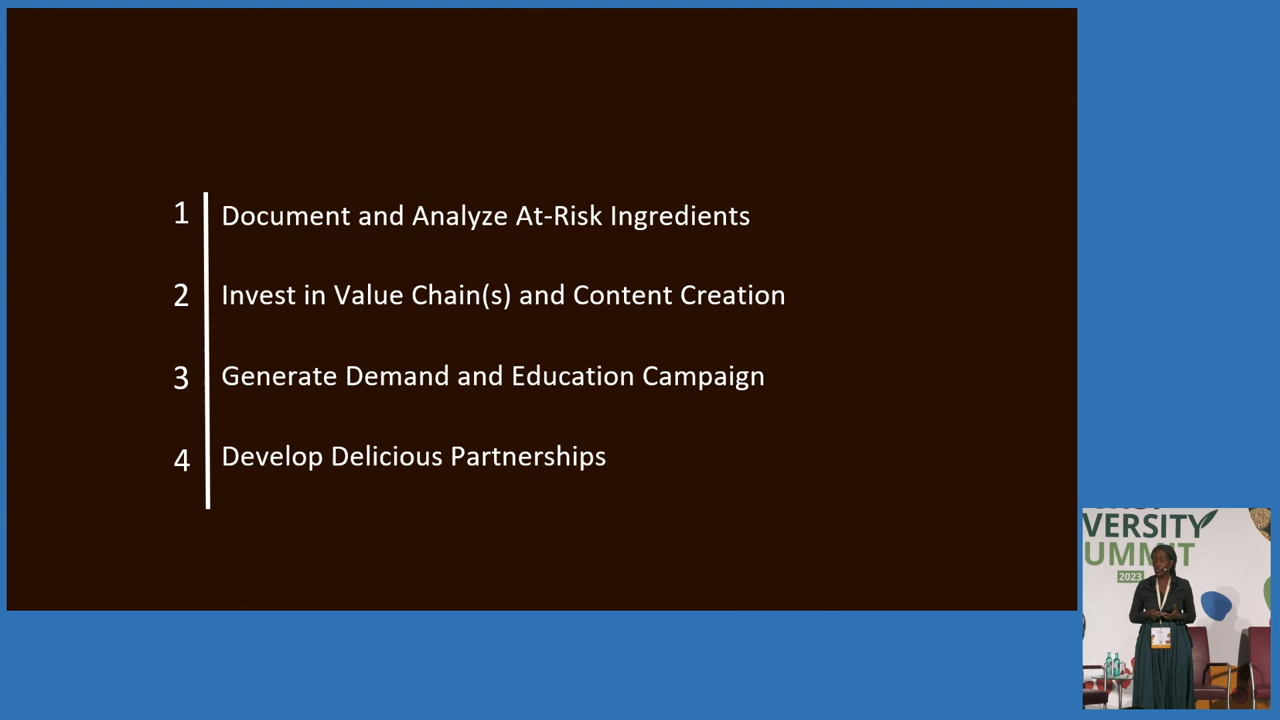 1 Document and Analyze At-Risk Ingredients
2 Invest in Value Chain(s) and Content Creation
3 Generate Demand and Education Campaign
4 Develop Delicious Partnerships
VERSITY
UMMIT
2023